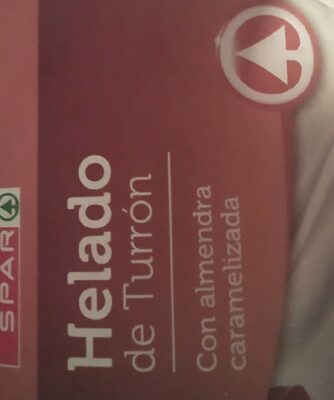 SPAR
Helado
de Turrón
Con almendra
caramelizada